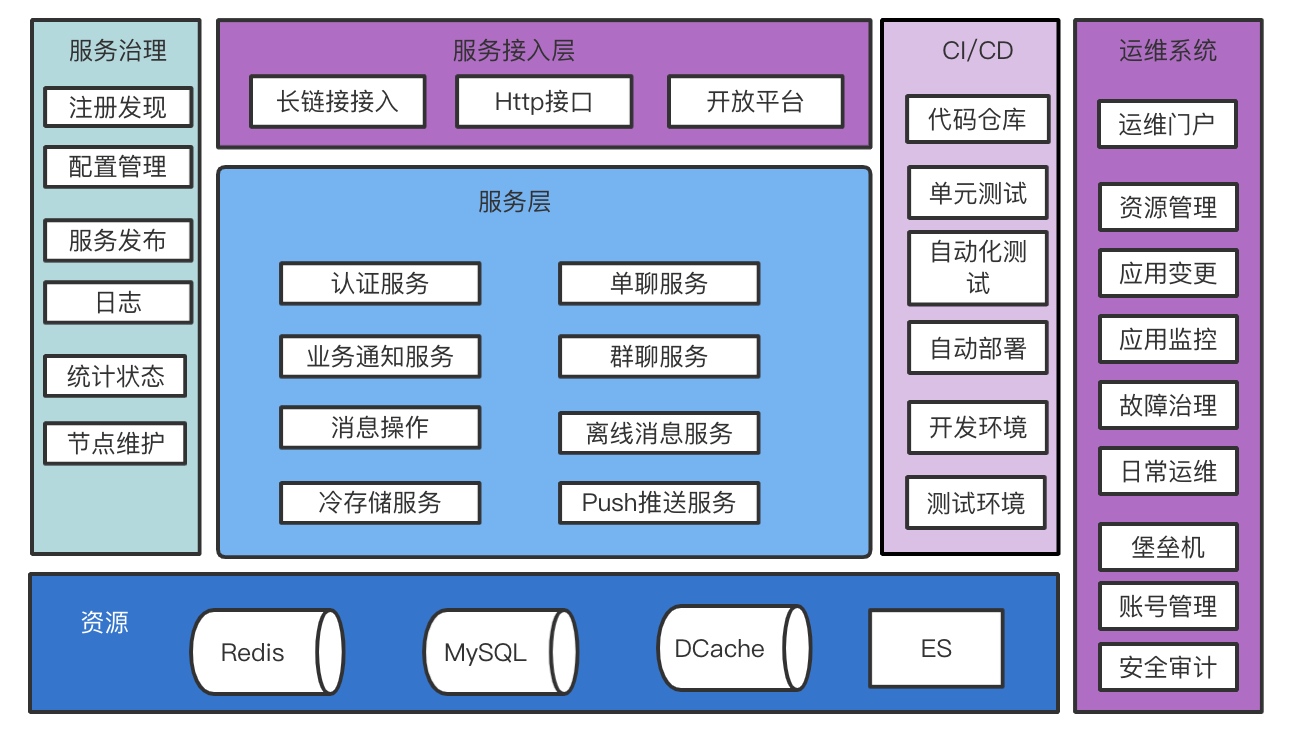 服务治理
注册发现
配置管理
服务发布
日志
统计状态
节点维护
服务接入层
长链接接入
Http接口
开放平台
服务层
认证服务
单聊服务
业务通知服务
群聊服务
消息操作
离线消息服务
冷存储服务
Push推送服务
CI/CD
代码仓库
单元测试
自动化测
试
自动部署
开发环境
测试环境
运维系统
运维门户
资源管理
应用变更
应用监控
故障治理
日常运维
堡垒机
账号管理
安全审计
资源
Redis
MySQL
DCache
ES